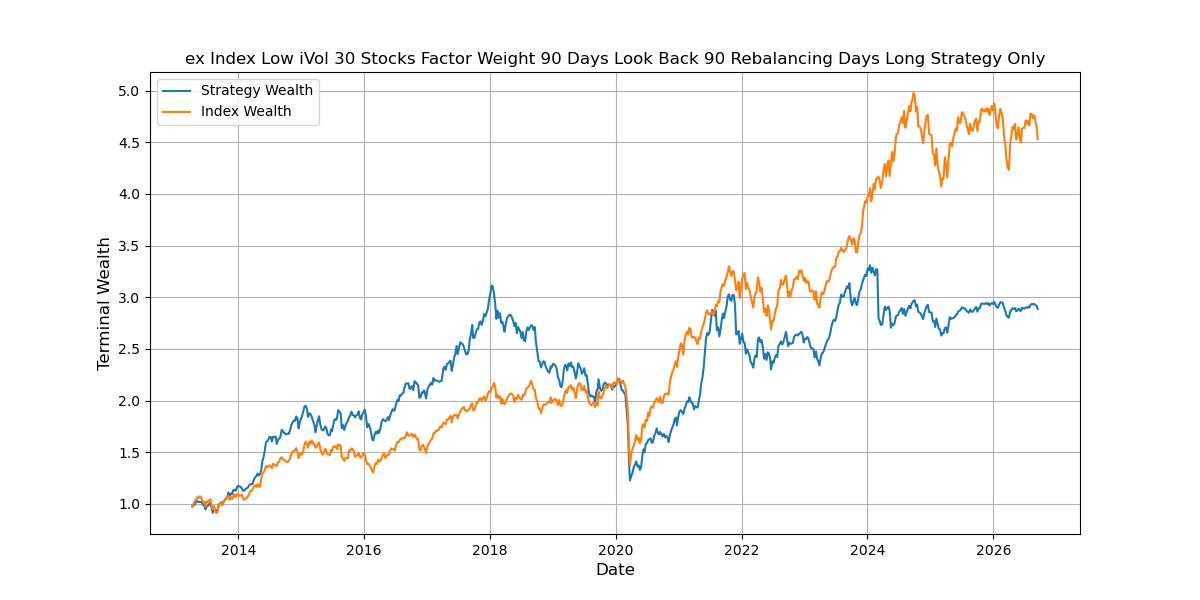 ex Index Low iVol 30 Stocks Factor Weight 90 Days Look Back 90 Rebalancing Days Long Strategy Only
Strategy Wealth
Index Wealth
Terminal Wealth
5.0
4.5
4.0
3.5
3.0
2.5
2.0
1.5
1.0
2014 2016 2018 2020 2022 2024 2026
Date